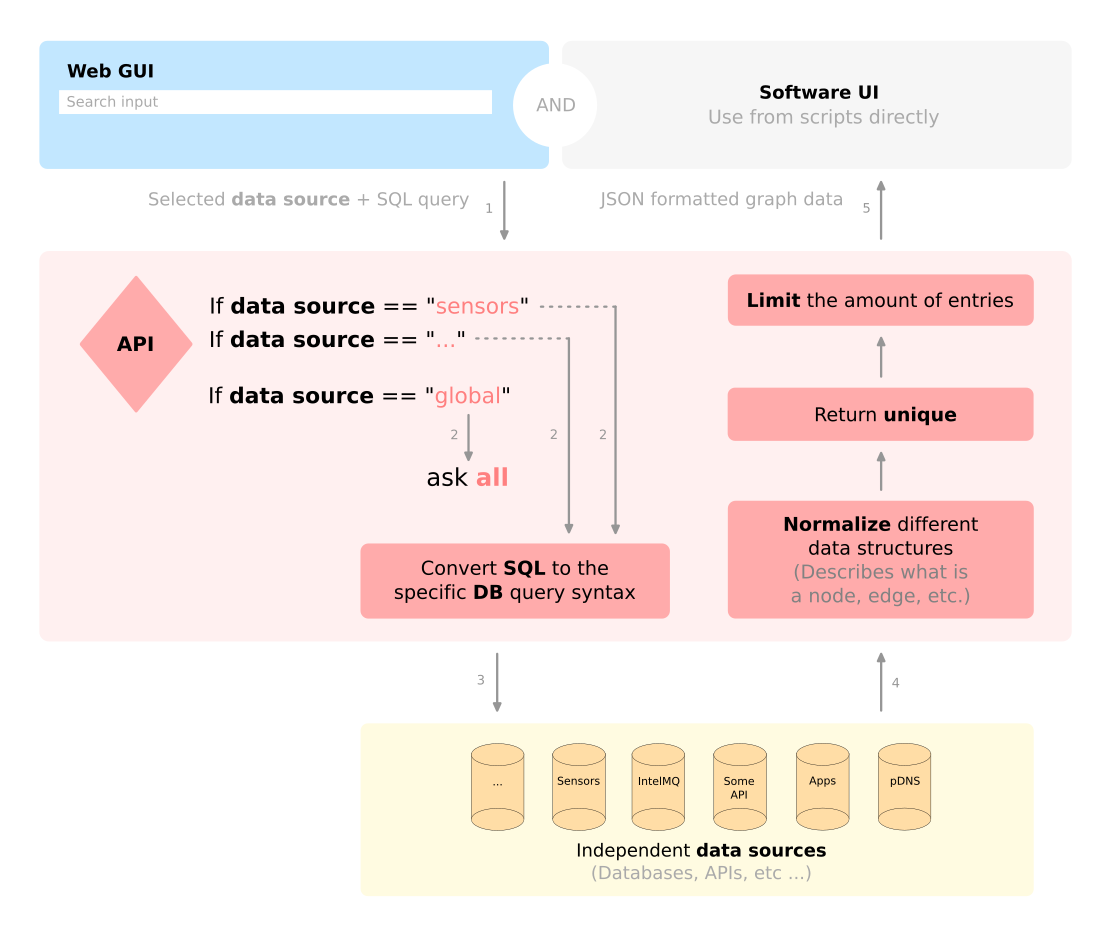 Web GUI
Search input
AND
Software UI
Use from scripts directly
Selected data source + SQL query
1
JSON formatted graph data
5
API
If data source == "sensors"
If data source == "..."
If data source == "global"
2
2
2
ask all
Convert SQL to the
specific DB query syntax
Limit the amount of entries
Return unique
Normalize different
data structures
(Describes what is
a node, edge, etc.)
3
4
...
Sensors
IntelMQ
Some
API
Apps
pDNS
Independent data sources
(Databases, APIs, etc ...)